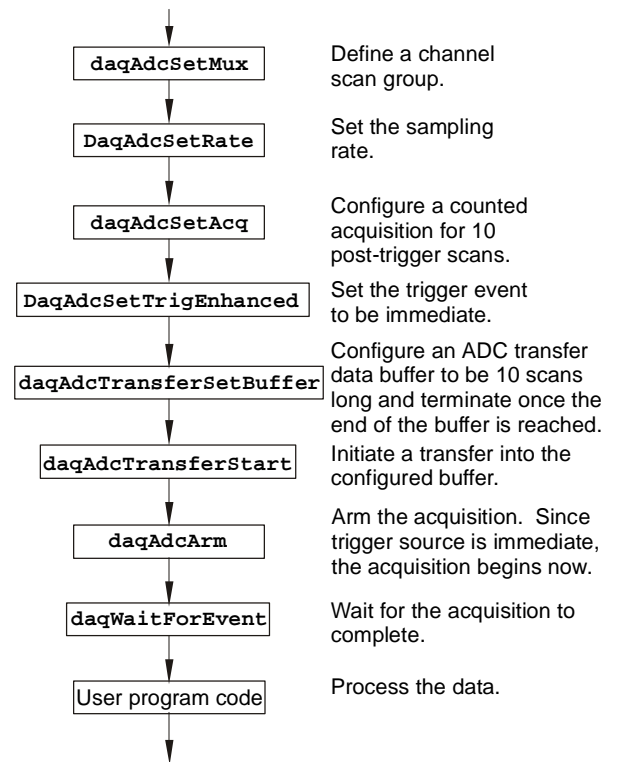 daqAdcSetMux
Define a channel
scan group.
DaqAdcSetRate
Set the sampling
rate.
daqAdcSetAcq
Configure a counted
acquisition for 10
post-trigger scans.
DaqAdcSetTrigEnhanced
Set the trigger event
to be immediate.
daqAdcTransferSetBuffer
Configure an ADC transfer
data buffer to be 10 scans
long and terminate once the
end of the buffer is reached.
daqAdcTransferStart
Initiate a transfer into the
configured buffer.
daqAdcArm
Arm the acquisition.  Since
trigger source is immediate,
the acquisition begins now.
daqWaitForEvent
Wait for the acquisition to
complete.
User program code
Process the data.